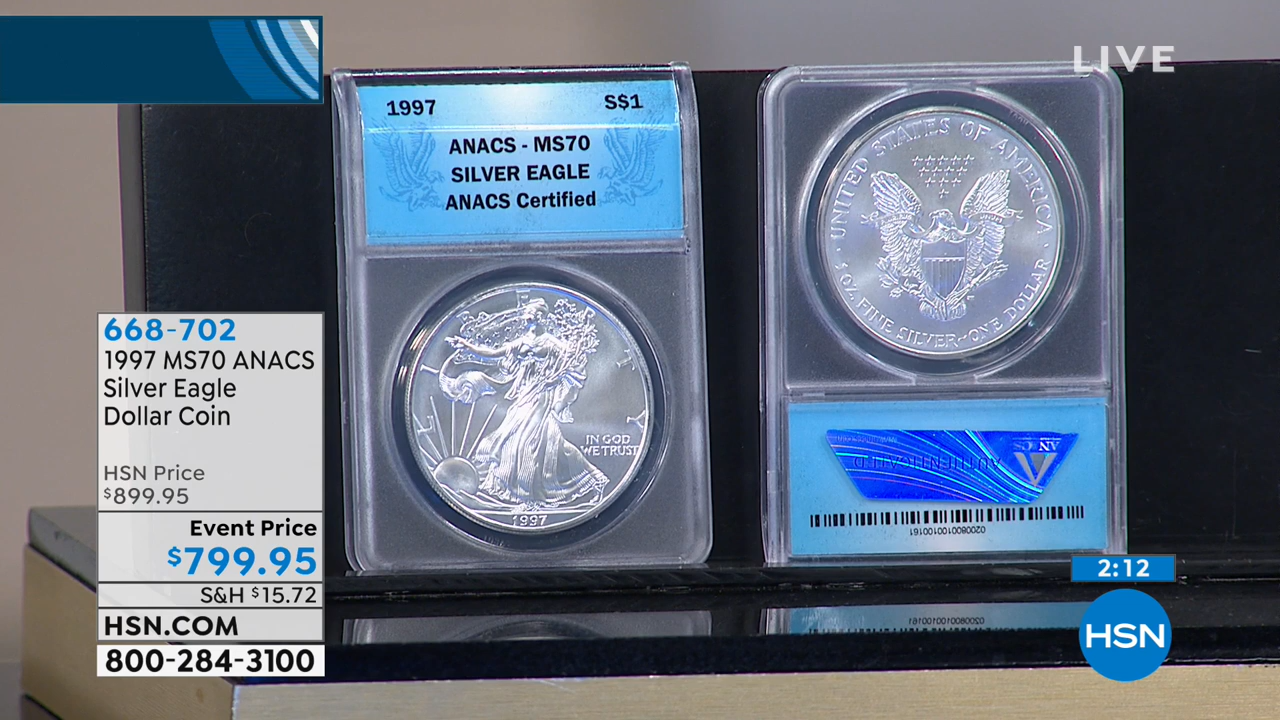 LIVE
1997 S$1
ANACS - MS70
SILVER EAGLE
ANACS Certified
UNITED STATES OF AMERICA
OZ. FINE SILVER~ONE DOLLAR
IN GOD
WE TRUST
1997
AUTHENTICATED
0200800100161
668-702
1997 MS70 ANACS
Silver Eagle
Dollar Coin
HSN Price
$899.95
Event Price
$799.95
S&H $15.72
HSN.COM
800-284-3100
2:12
HSN